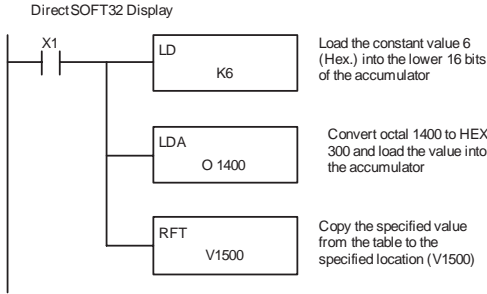 DirectSOFT32 Display
X1
LD
K6
Load the constant value 6
(Hex.) into the lower 16 bits
of the accumulator
LDA
O 1400
Convert octal 1400 to HEX
300 and load the value into
the accumulator
RFT
V1500
Copy the specified value
from the table to the
specified location (V1500)